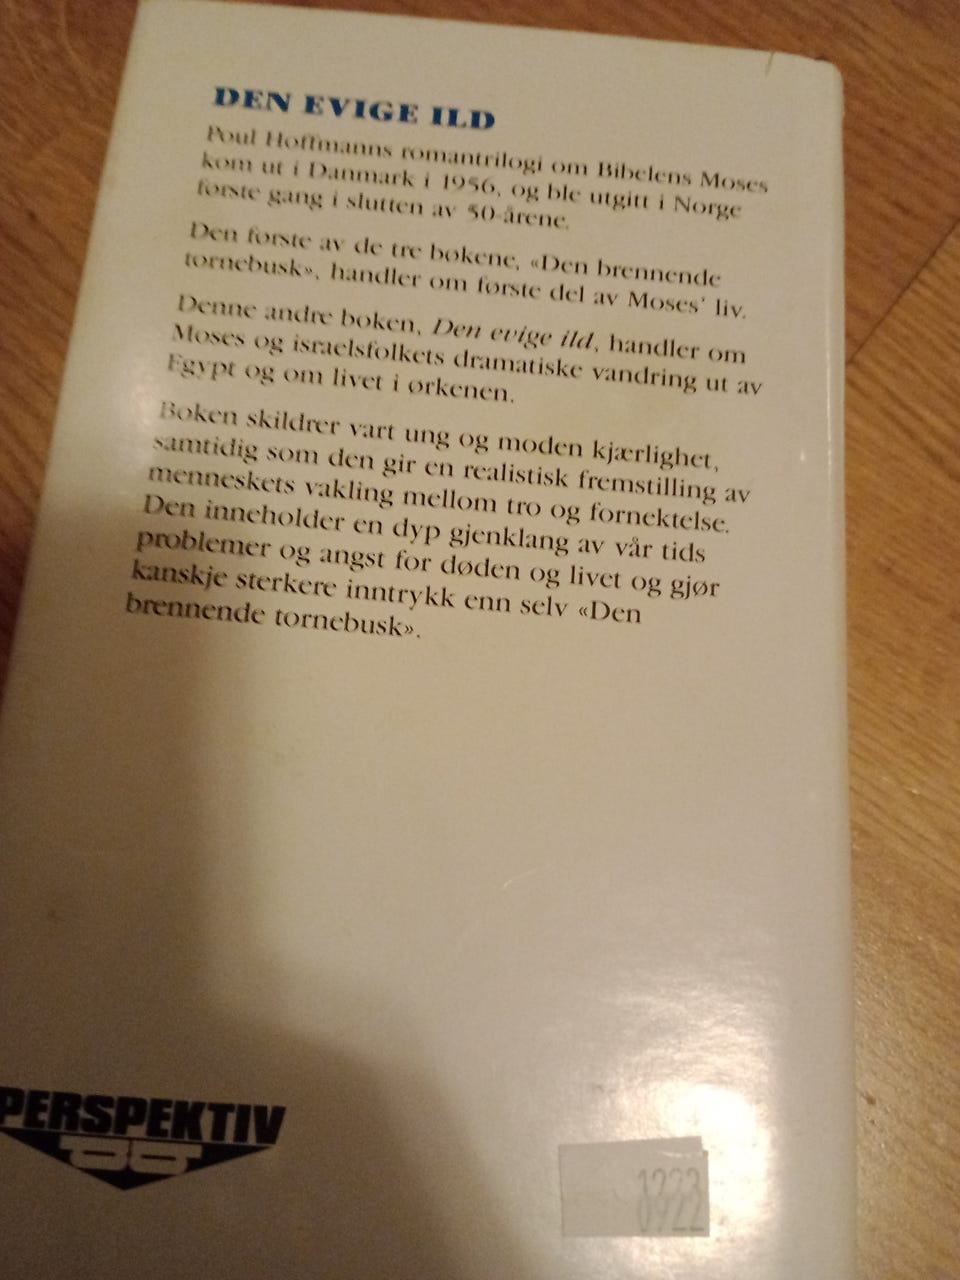 DEN EVIGE ILD
Poul Hoffmanns romantrilogi om Bibelens Moses
kom ut i Danmark i 1956, og ble utgitt i Norge
første gang i slutten av 50-årene.
Den første av de tre bøkene, «Den brennende
tornebusk», handler om første del av Moses' liv.
Denne andre boken, Den evige ild, handler om
Moses og israelsfolkets dramatiske vandring ut av
Egypt og om livet i ørkenen.
Boken skildrer vart ung og moden kjærlighet,
samtidig som den gir en realistisk fremstilling av
menneskets vakling mellom tro og fornektelse.
Den inneholder en dyp gjenklang av vår tids
problemer og angst for døden og livet og gjør
kanskje sterkere inntrykk enn selv «Den
brennende tornebusk».
PERSPEKTIV